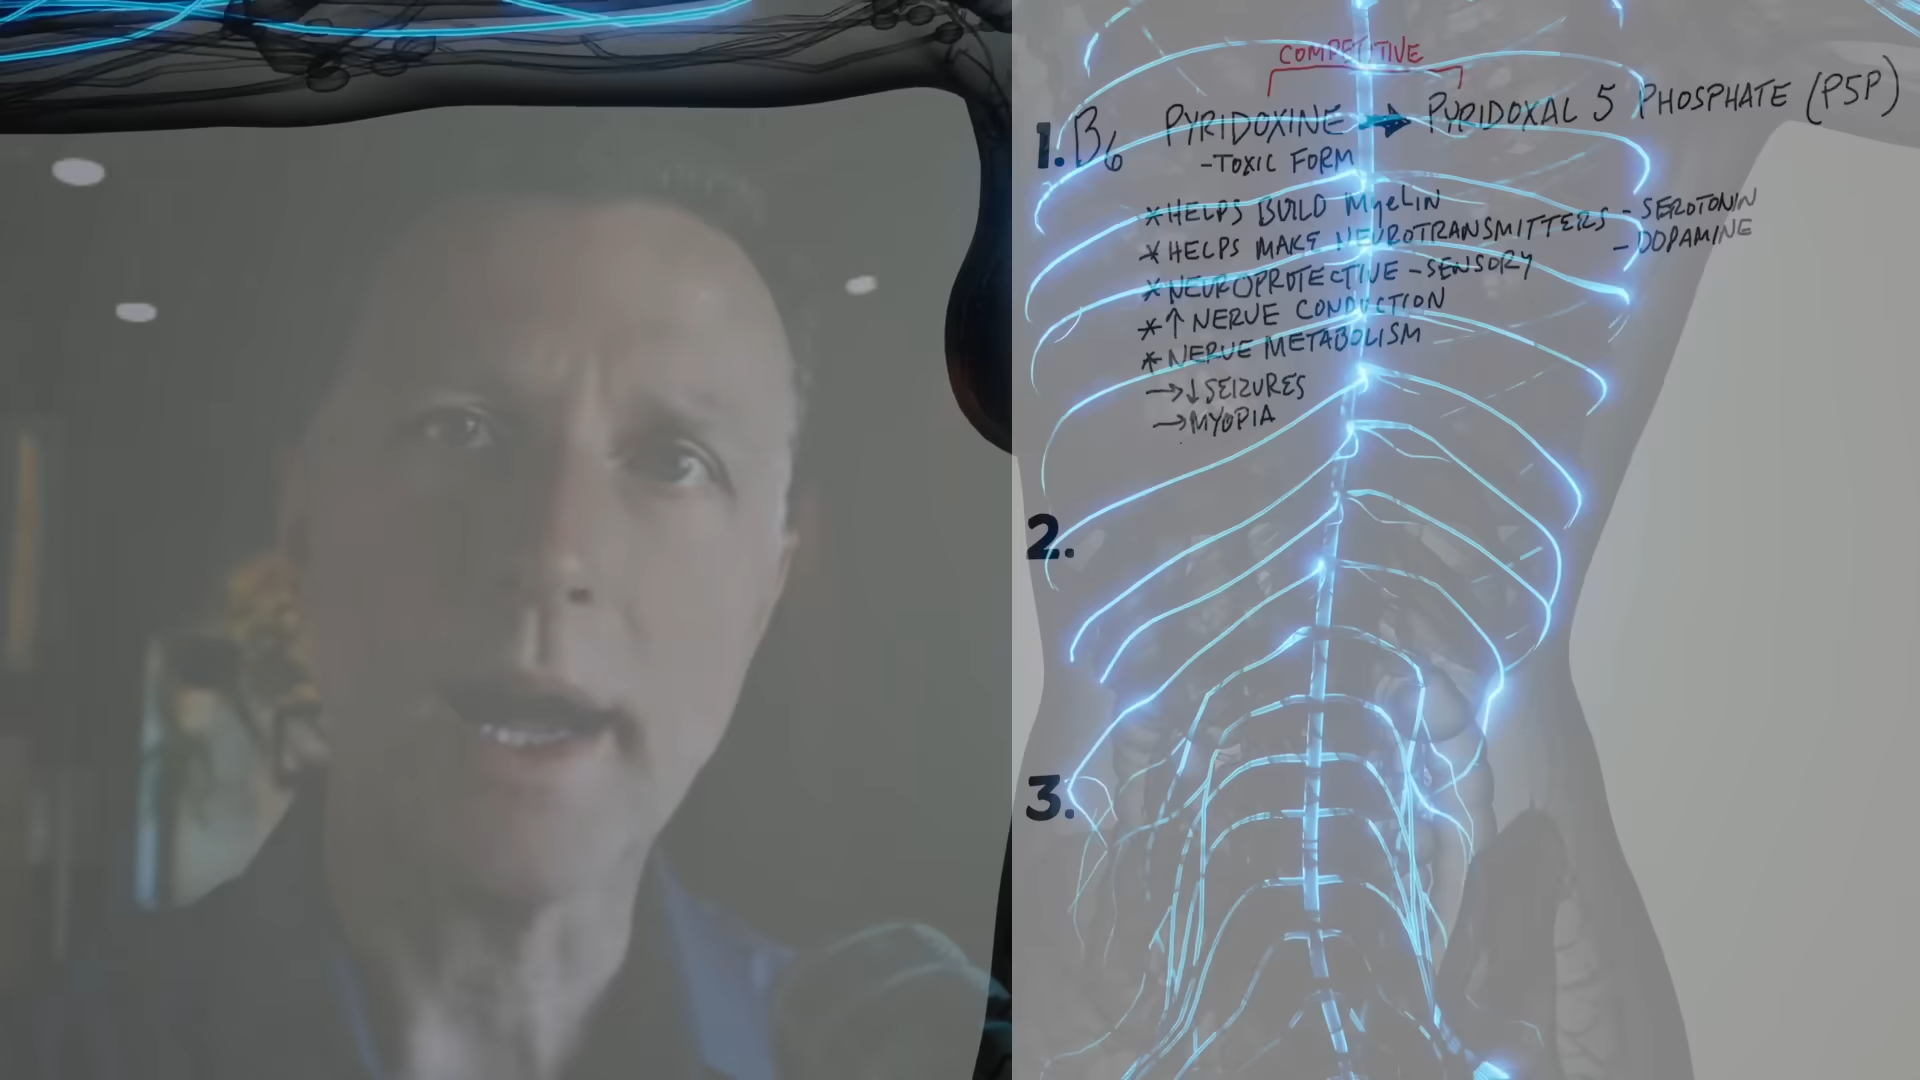 COMPETITIVE
1. B6 PYRIDOXINE → PYRIDOXAL 5 PHOSPHATE (P5P)
-TOXIC FORM
*HELPS BUILD MyeLIN
*HELPS MAKE NEUROTRANSMITTERS - SEROTONIN
- DOPAMINE
*NEUROPROTECTIVE - SENSORY
*↑ NERVE CONDUCTION
*NERVE METABOLISM
→↓SEIZURES
→MYOPIA
2.
3.